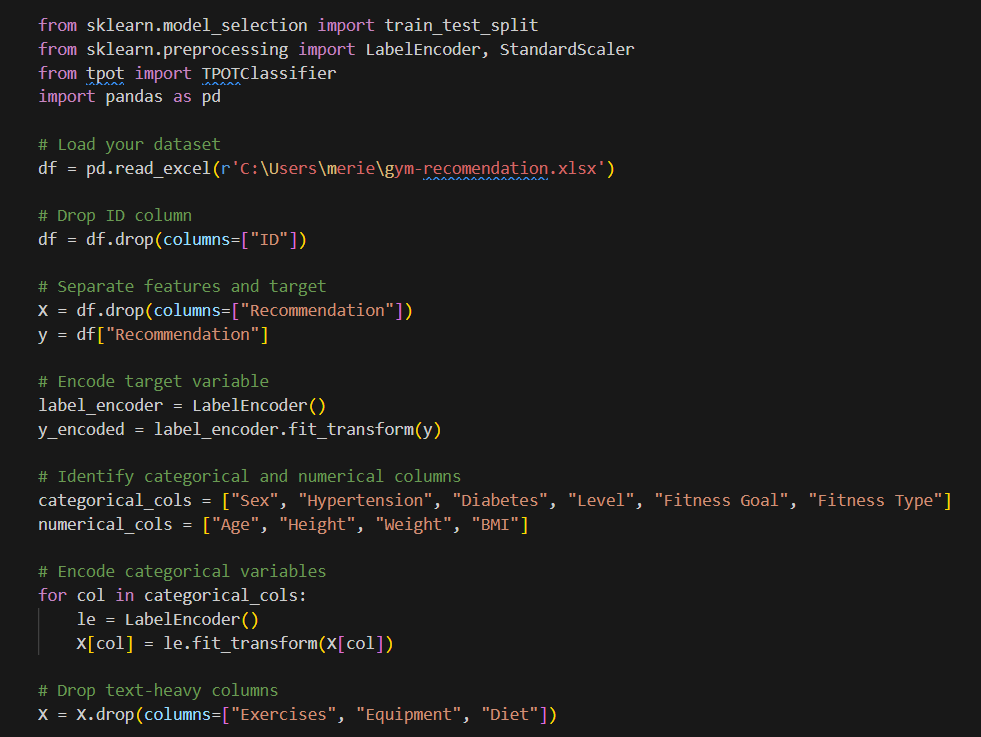 from sklearn.model_selection import train_test_split
from sklearn.preprocessing import LabelEncoder, StandardScaler
from tpot import TPOTClassifier
import pandas as pd

# Load your dataset
df = pd.read_excel(r'C:\Users\merie\gym-recomendation.xlsx')

# Drop ID column
df = df.drop(columns=["ID"])

# Separate features and target
X = df.drop(columns=["Recommendation"])
y = df["Recommendation"]

# Encode target variable
label_encoder = LabelEncoder()
y_encoded = label_encoder.fit_transform(y)

# Identify categorical and numerical columns
categorical_cols = ["Sex", "Hypertension", "Diabetes", "Level", "Fitness Goal", "Fitness Type"]
numerical_cols = ["Age", "Height", "Weight", "BMI"]

# Encode categorical variables
for col in categorical_cols:
    le = LabelEncoder()
    X[col] = le.fit_transform(X[col])

# Drop text-heavy columns
X = X.drop(columns=["Exercises", "Equipment", "Diet"])